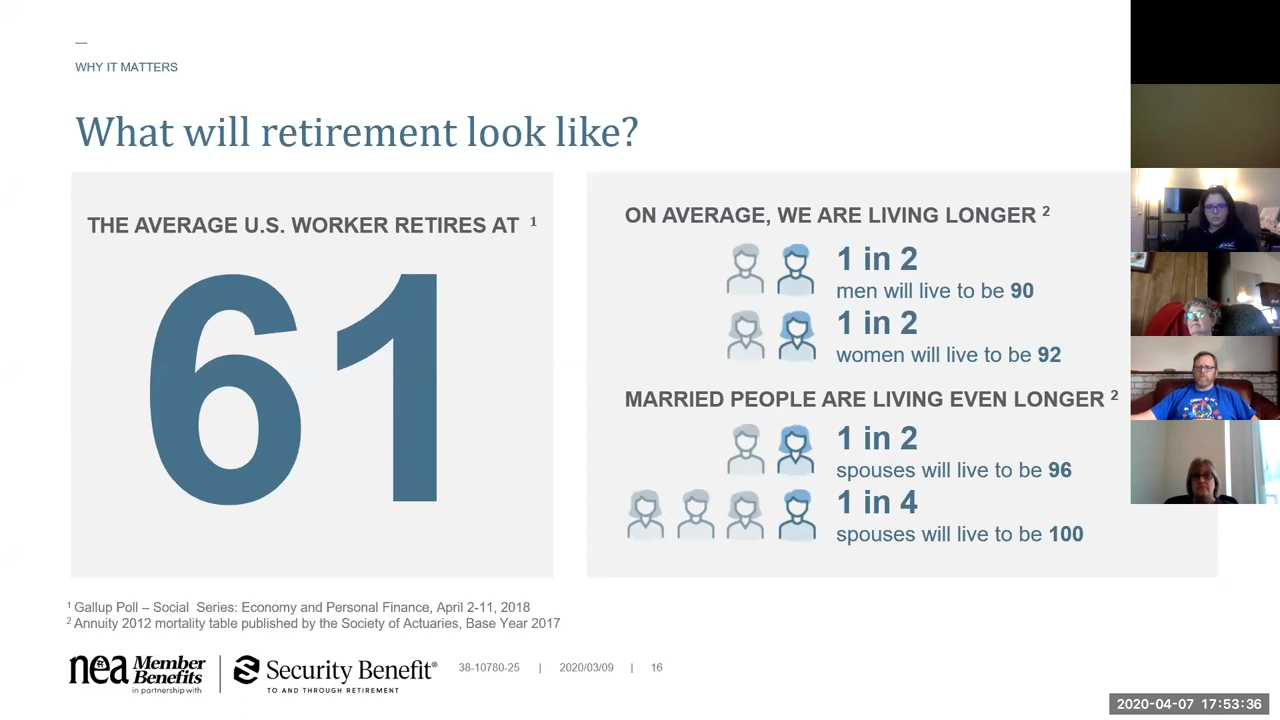 WHY IT MATTERS
What will retirement look like?
THE AVERAGE U.S. WORKER RETIRES AT 1
61
ON AVERAGE, WE ARE LIVING LONGER 2
1 in 2
men will live to be 90
1 in 2
women will live to be 92
MARRIED PEOPLE ARE LIVING EVEN LONGER 2
1 in 2
spouses will live to be 96
1 in 4
spouses will live to be 100
1 Gallup Poll – Social Series: Economy and Personal Finance, April 2-11, 2018
2 Annuity 2012 mortality table published by the Society of Actuaries, Base Year 2017
nea Member Benefits
in partnership with
Security Benefit®
TO AND THROUGH RETIREMENT
38-10780-25 | 2020/03/09 | 16
2020-04-07 17:53:36